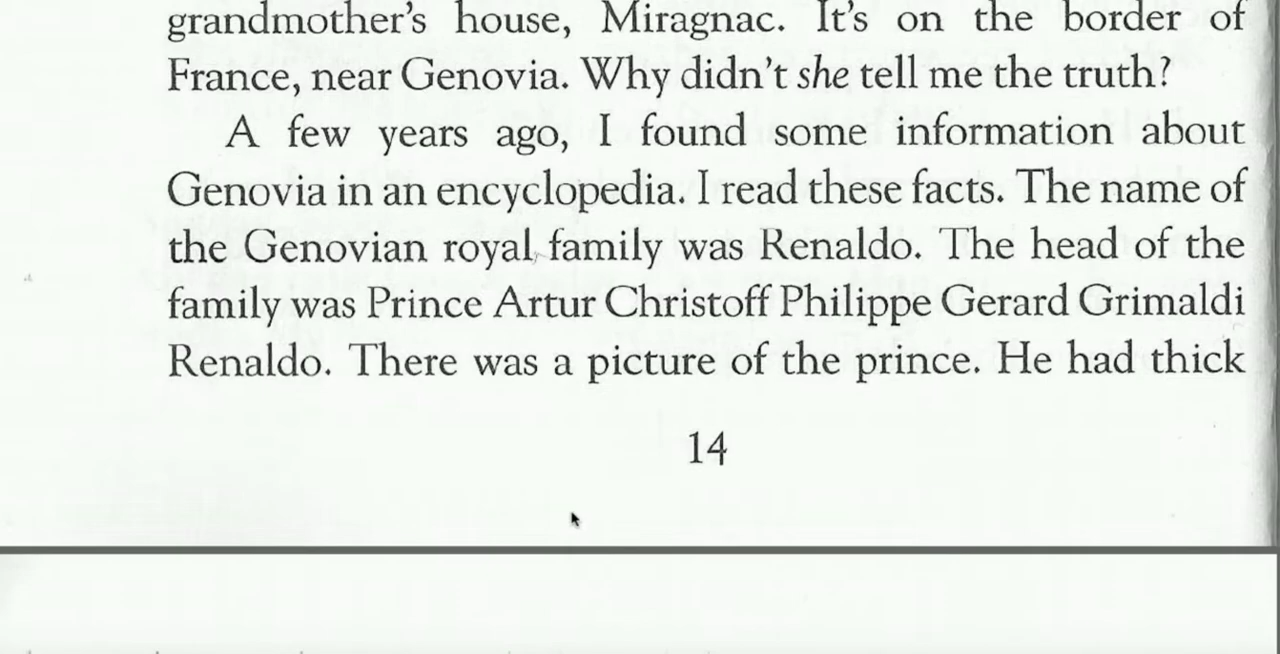 grandmother's house, Miragnac. It's on the border of
France, near Genovia. Why didn't she tell me the truth?
A few years ago, I found some information about
Genovia in an encyclopedia. I read these facts. The name of
the Genovian royal family was Renaldo. The head of the
family was Prince Artur Christoff Philippe Gerard Grimaldi
Renaldo. There was a picture of the prince. He had thick
14